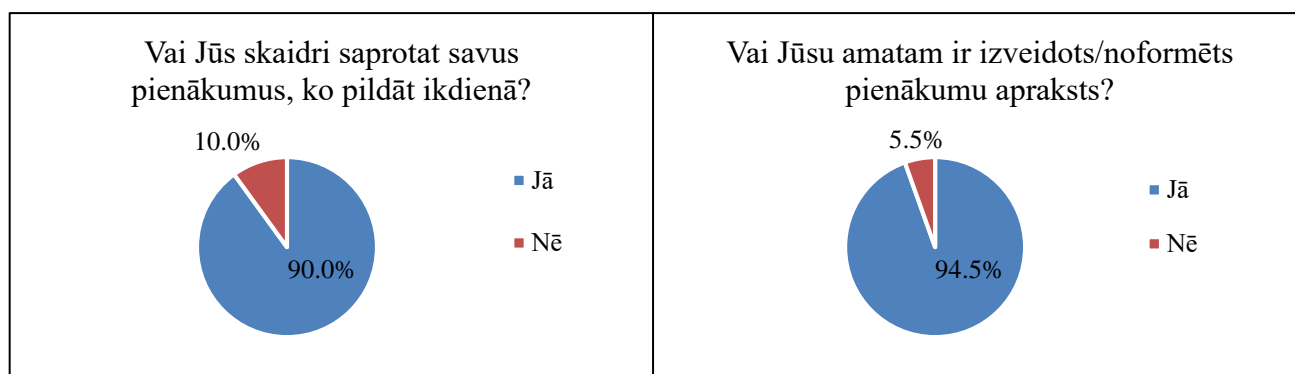 Vai Jūs skaidri saprotat savus
pienākumus, ko pildāt ikdienā?
10.0%
90.0%
Jā
Nē
Vai Jūsu amatam ir izveidots/noformēts
pienākumu apraksts?
5.5%
94.5%
Jā
Nē